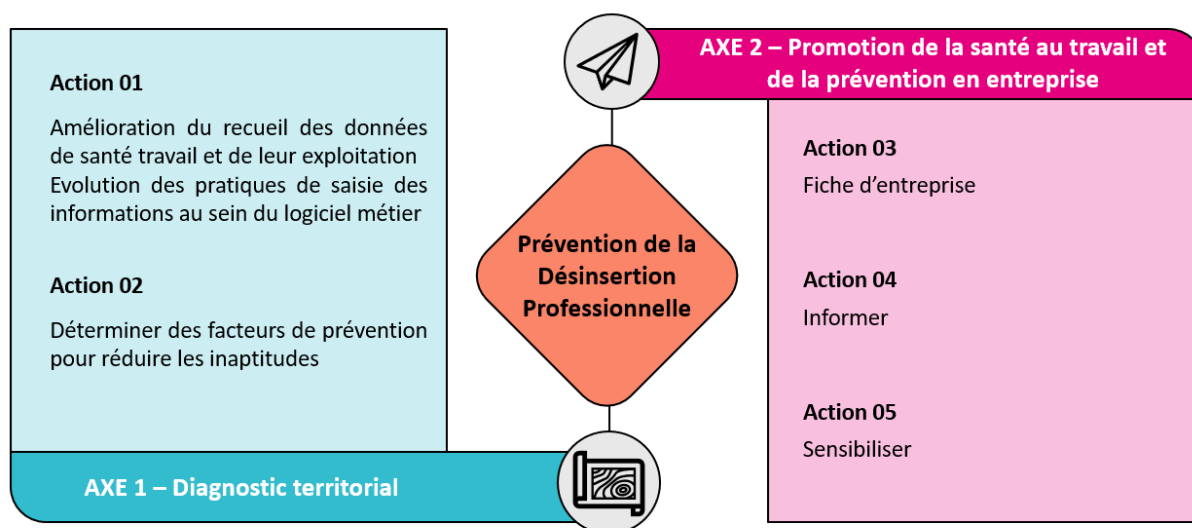 Action 01
Amélioration du recueil des données
de santé travail et de leur exploitation
Evolution des pratiques de saisie des
informations au sein du logiciel métier
Action 02
Déterminer des facteurs de prévention
pour réduire les inaptitudes
AXE 1 – Diagnostic territorial
Prévention de la
Désinsertion
Professionnelle
AXE 2 – Promotion de la santé au travail et
de la prévention en entreprise
Action 03
Fiche d’entreprise
Action 04
Informer
Action 05
Sensibiliser